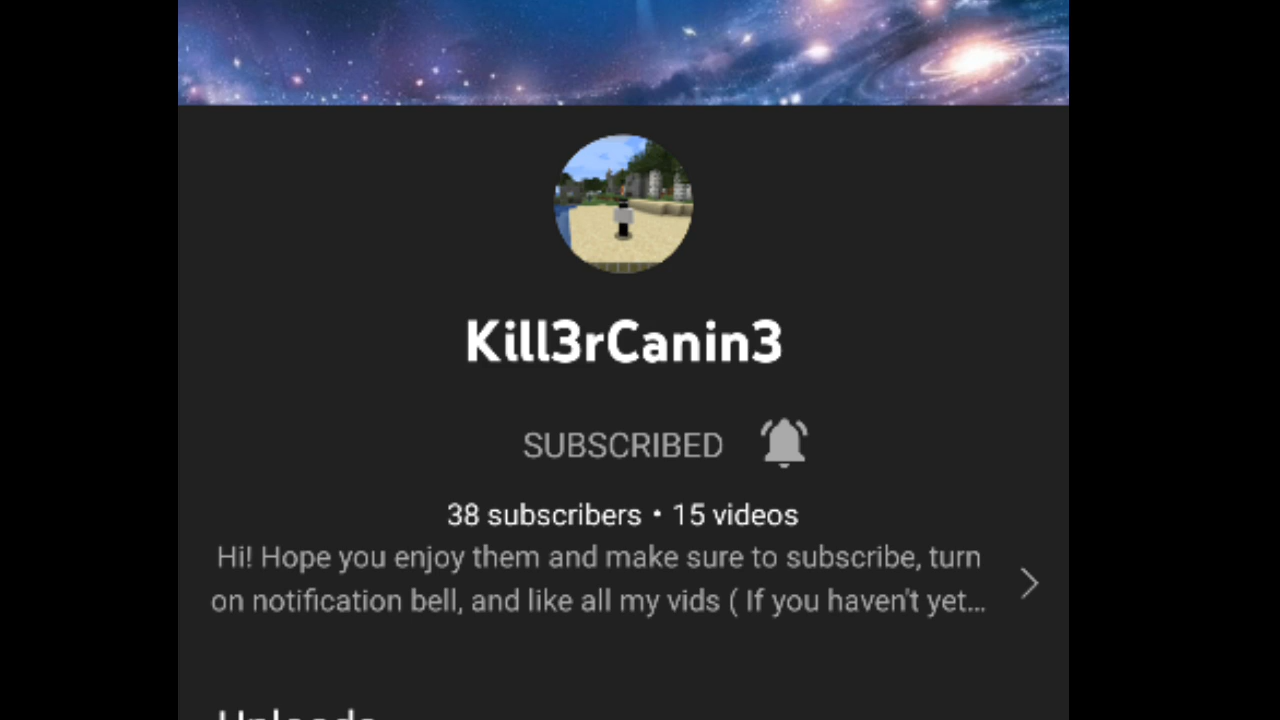 Kill3rCanin3
SUBSCRIBED
38 subscribers • 15 videos
Hi! Hope you enjoy them and make sure to subscribe, turn
on notification bell, and like all my vids ( If you haven't yet...
Uploads